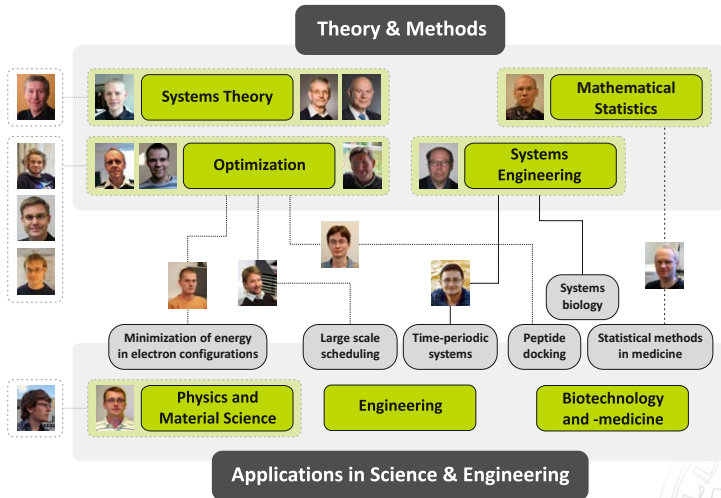 Theory & Methods
Systems Theory
Mathematical
Statistics
Optimization
Systems
Engineering
Systems
biology
Minimization of energy
in electron configurations
Large scale
scheduling
Time-periodic
systems
Peptide
docking
Statistical methods
in medicine
Physics and
Material Science
Engineering
Biotechnology
and -medicine
Applications in Science & Engineering